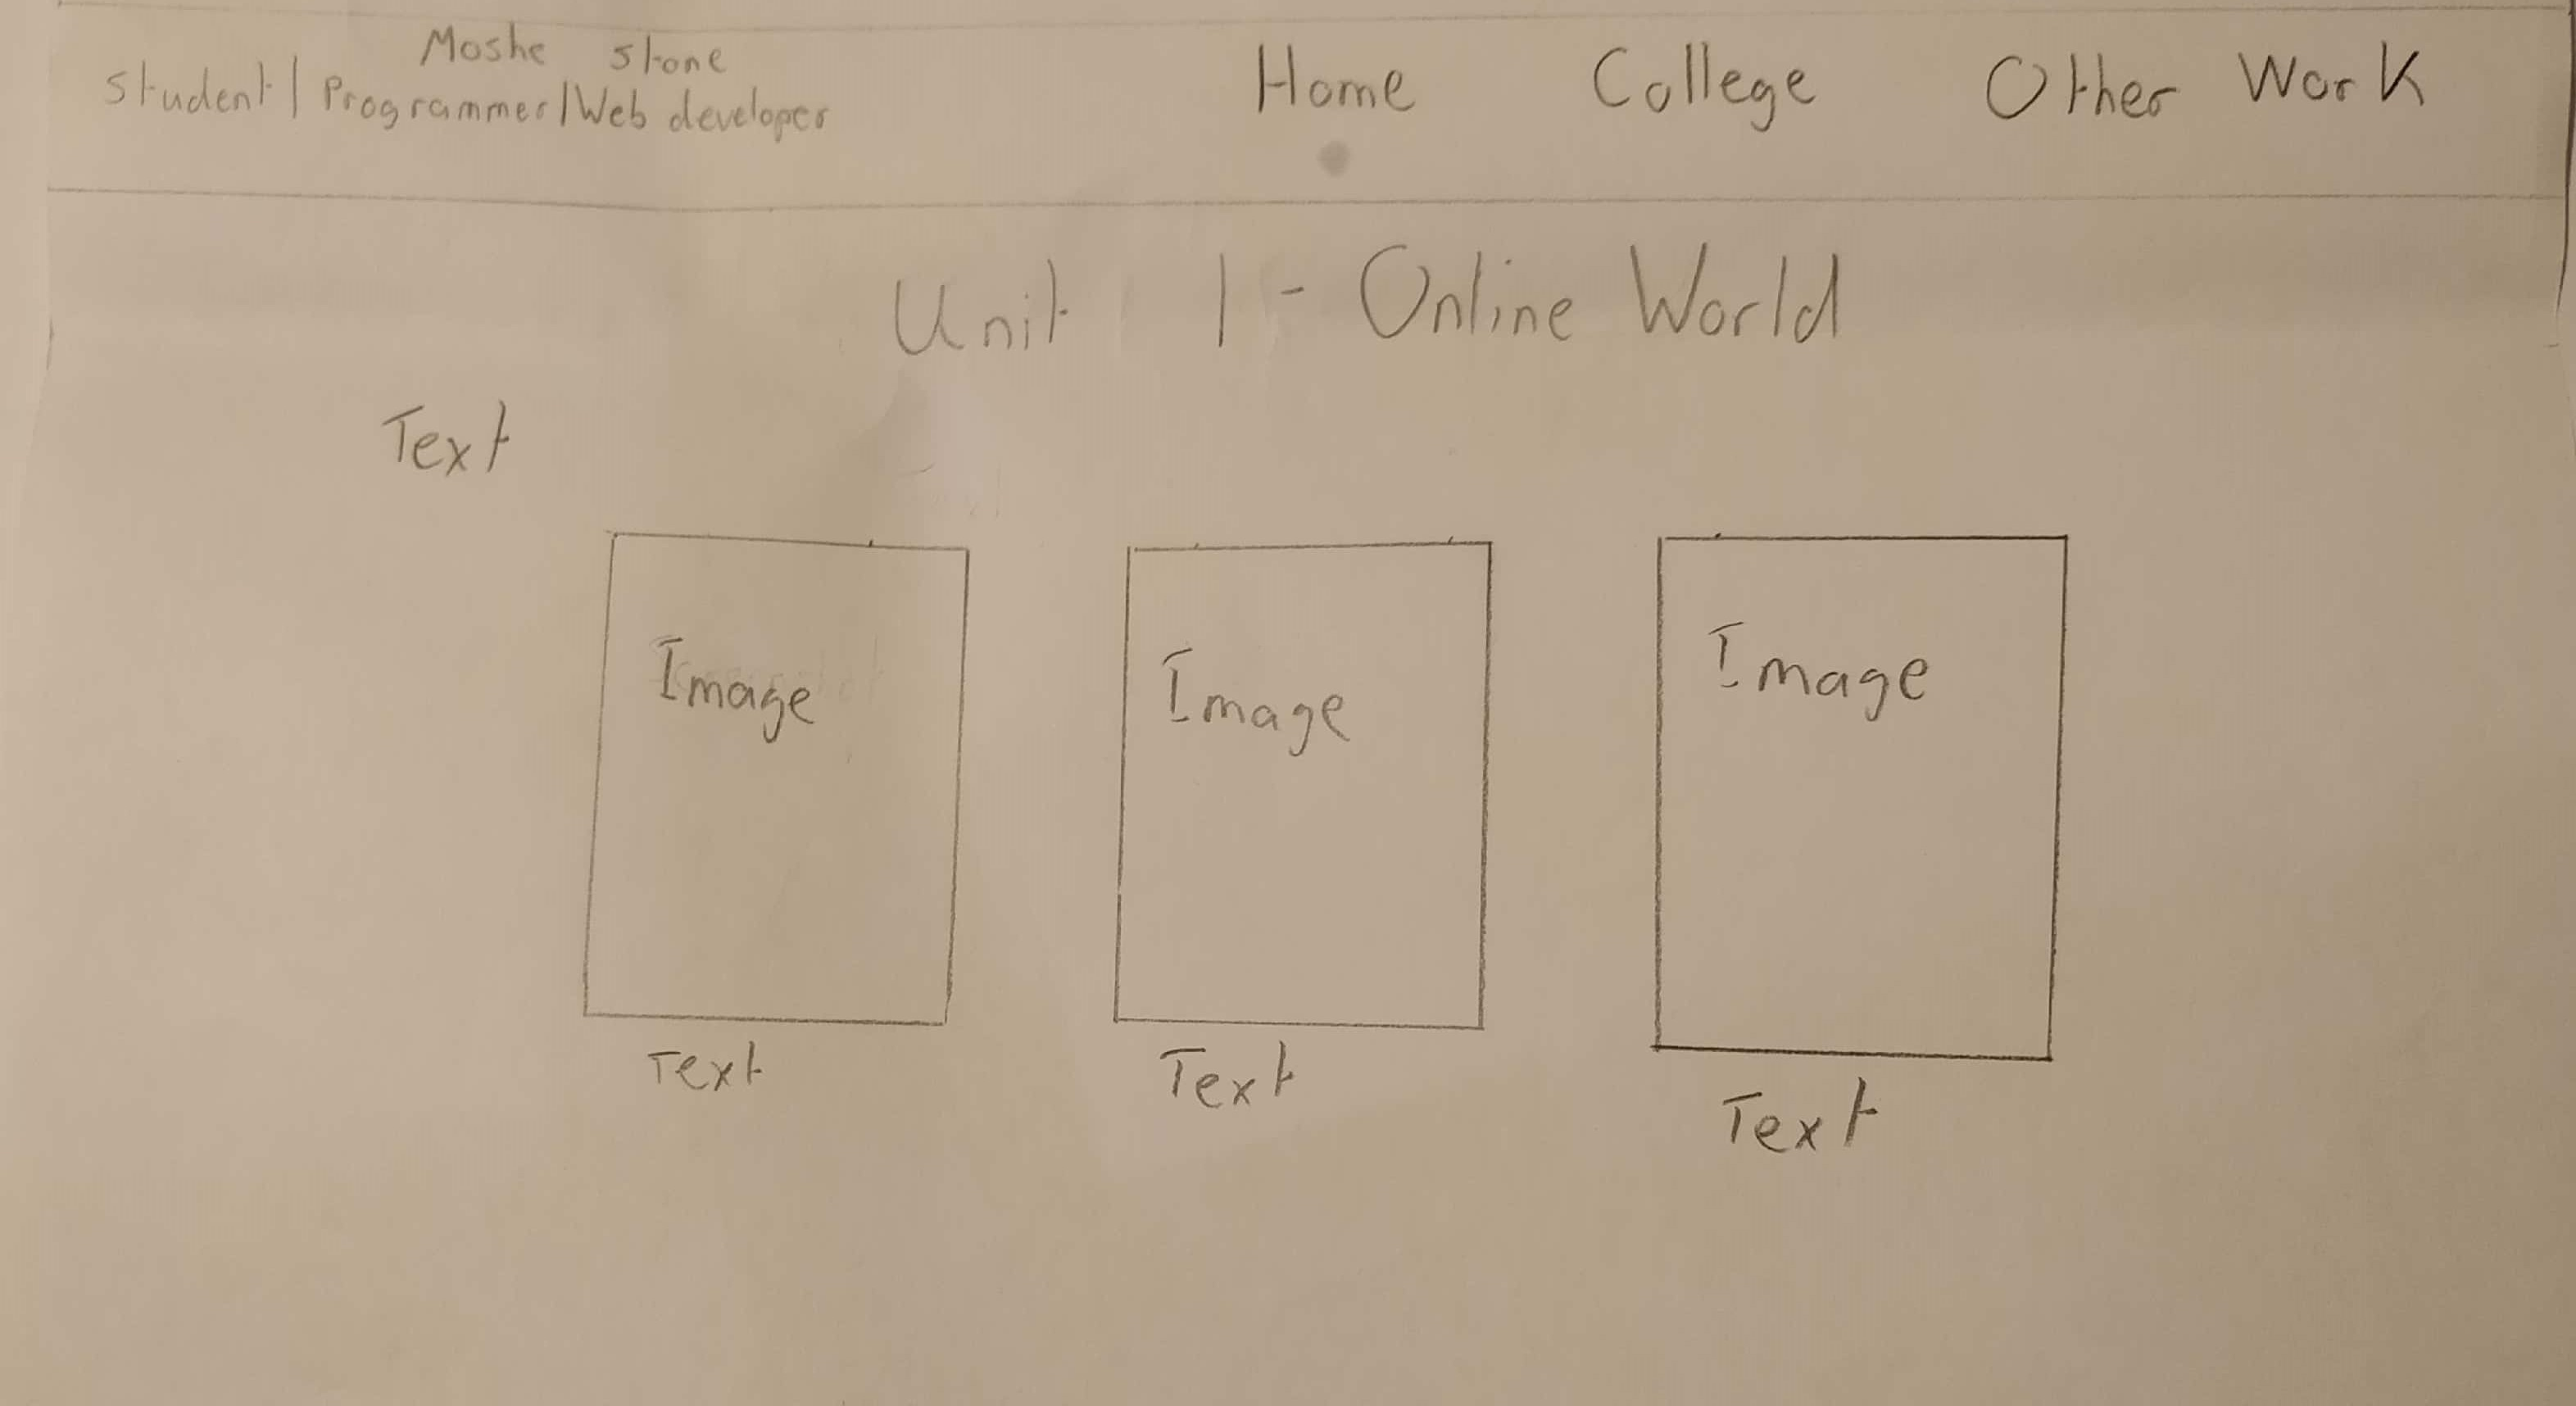 Moshe Stone
Student | Programmer | Web developer
Home College Other Work
Unit 1 - Online World
Text
Image Image Image
Text Text Text